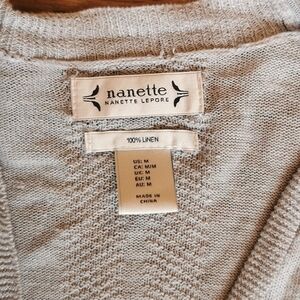 nanette
NANETTE LEPORE
100% LINEN
US: M
CA: M/M
UK: M
EU: M
AU: M
MADE IN
CHINA